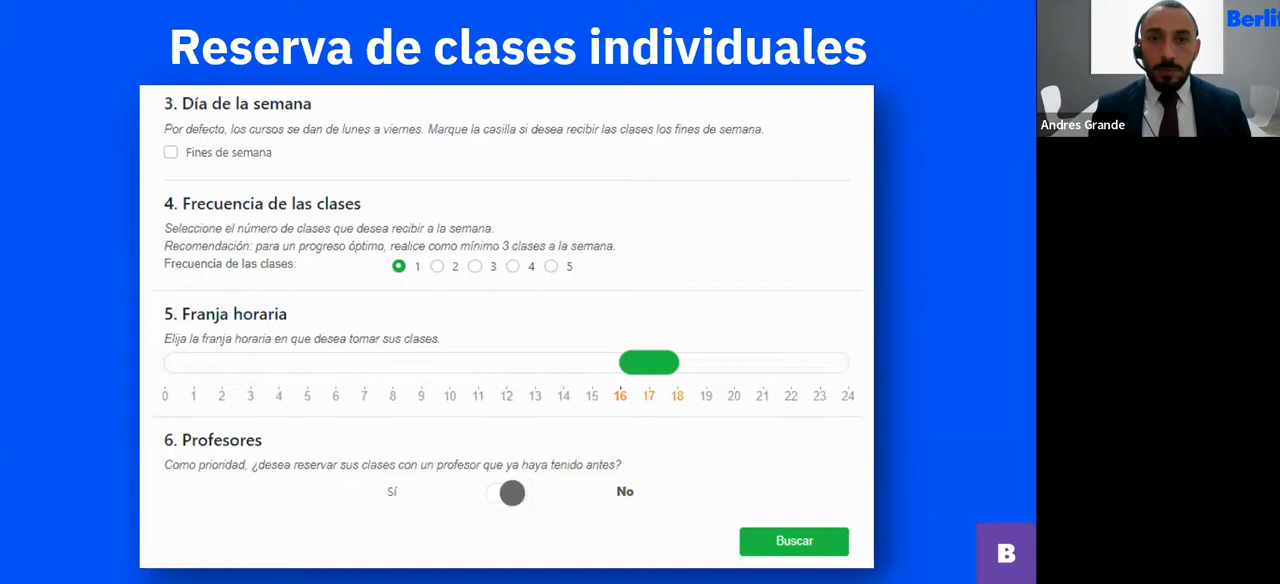 Reserva de clases individuales
3. Día de la semana
Por defecto, los cursos se dan de lunes a viernes. Marque la casilla si desea recibir las clases los fines de semana.
Fines de semana
4. Frecuencia de las clases
Seleccione el número de clases que desea recibir a la semana.
Recomendación: para un progreso óptimo, realice como mínimo 3 clases a la semana.
Frecuencia de las clases: 1 2 3 4 5
5. Franja horaria
Elija la franja horaria en que desea tomar sus clases.
0 1 2 3 4 5 6 7 8 9 10 11 12 13 14 15 16 17 18 19 20 21 22 23 24
6. Profesores
Como prioridad, ¿desea reservar sus clases con un profesor que ya haya tenido antes?
Sí No
Buscar
B
Andres Grande